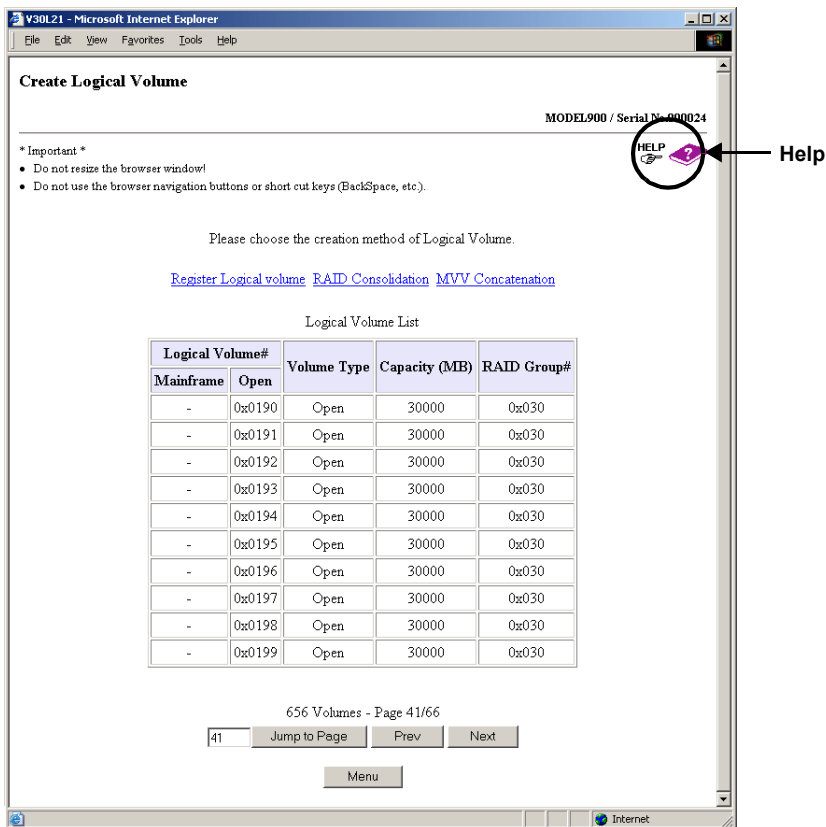 V30L21 - Microsoft Internet Explorer
File Edit View Favorites Tools Help
Create Logical Volume
MODEL900 / Serial No.000024
* Important *
• Do not resize the browser window!
• Do not use the browser navigation buttons or short cut keys (BackSpace, etc.).
HELP ?
Help
Please choose the creation method of Logical Volume.
Register Logical volume RAID Consolidation MVV Concatenation
Logical Volume List
Logical Volume# Volume Type Capacity (MB) RAID Group#
Mainframe Open
- 0x0190 Open 30000 0x030
- 0x0191 Open 30000 0x030
- 0x0192 Open 30000 0x030
- 0x0193 Open 30000 0x030
- 0x0194 Open 30000 0x030
- 0x0195 Open 30000 0x030
- 0x0196 Open 30000 0x030
- 0x0197 Open 30000 0x030
- 0x0198 Open 30000 0x030
- 0x0199 Open 30000 0x030
656 Volumes - Page 41/66
41 Jump to Page Prev Next
Menu
Internet